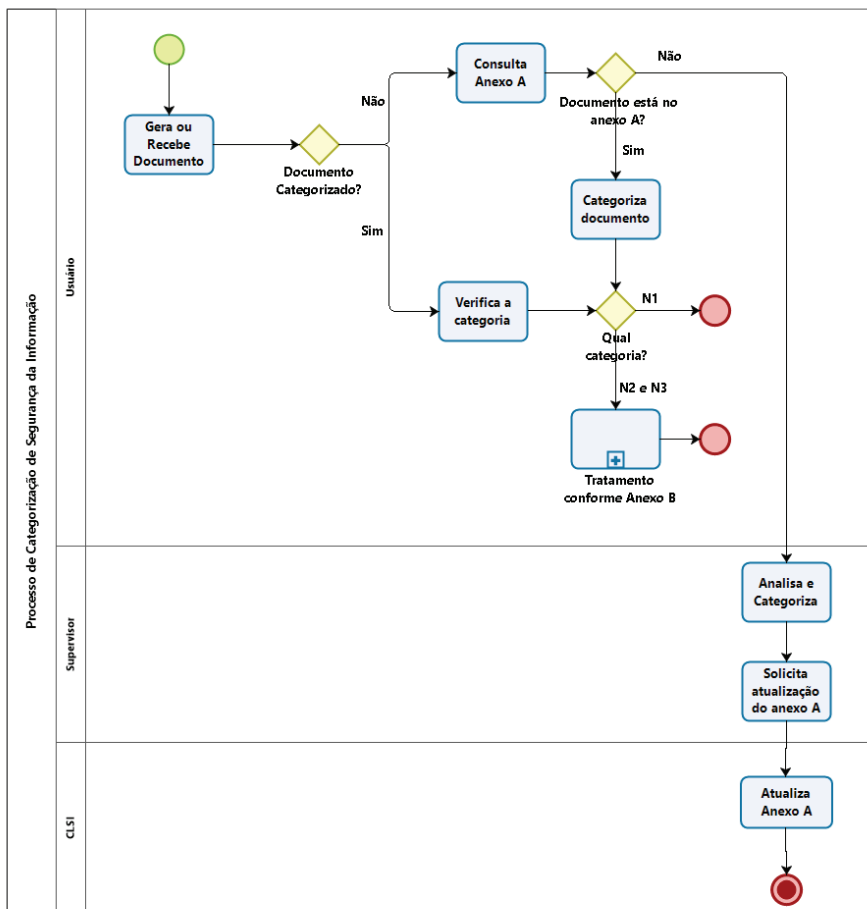 Processo de Categorização de Segurança da Informação
Usuário
Gera ou
Recebe
Documento
Documento
Categorizado?
Não
Sim
Consulta
Anexo A
Documento está no
anexo A?
Não
Sim
Categoriza
documento
Verifica a
categoria
Qual
categoria?
N1
N2 e N3
Tratamento
conforme Anexo B
Supervisor
Analisa e
Categoriza
Solicita
atualização
do anexo A
CLSI
Atualiza
Anexo A